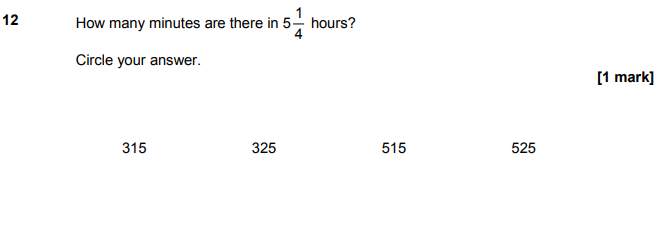 12 How many minutes are there in 5 1/4 hours?
Circle your answer.
[1 mark]
315 325 515 525